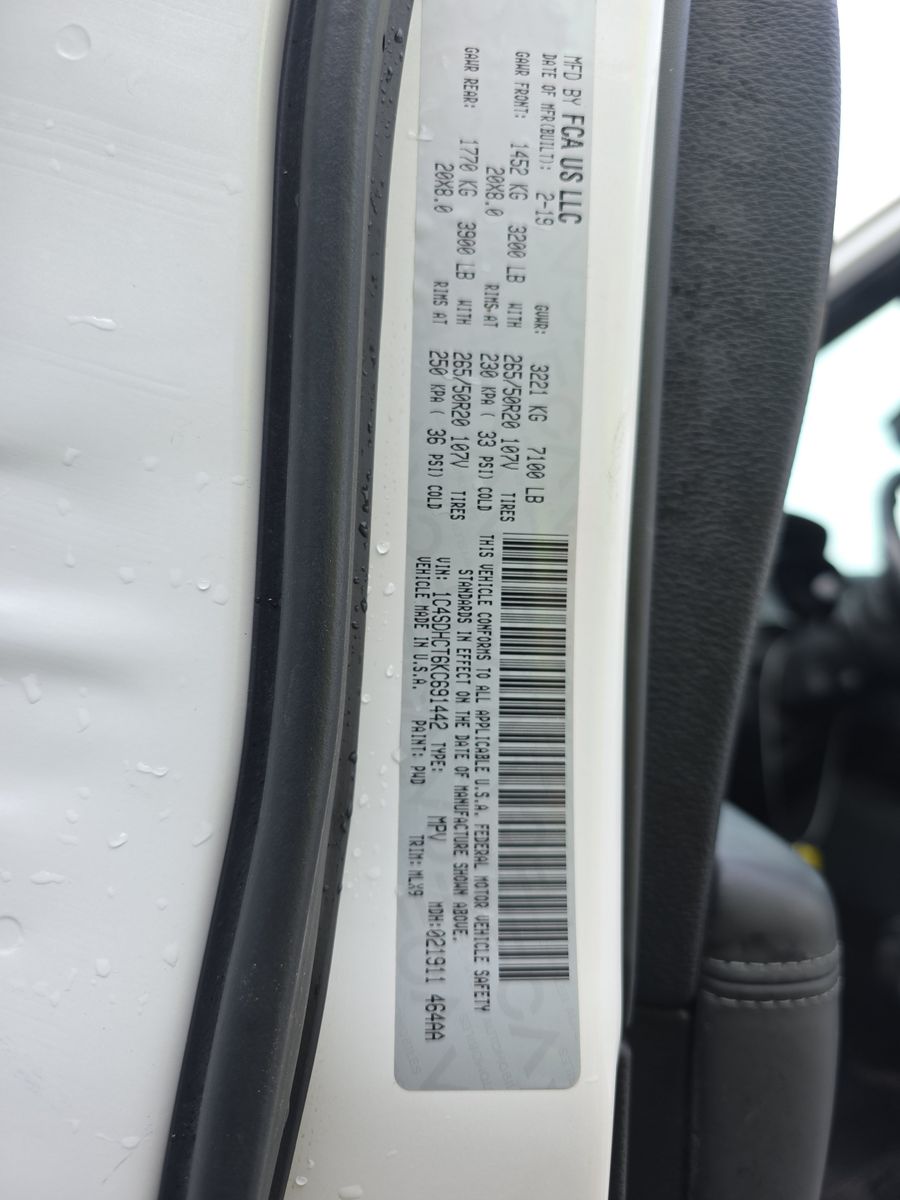 MFD BY FCA US LLC
DATE OF MFR(BUILT): 2-19 GVWR: 3221 KG 7100 LB
GAWR FRONT: 1452 KG 3200 LB WITH 265/50R20 107V TIRES
20X8.0 RIMS AT 230 KPA ( 33 PSI) COLD
GAWR REAR: 1770 KG 3900 LB WITH 265/50R20 107V TIRES
20X8.0 RIMS AT 250 KPA ( 36 PSI) COLD
THIS VEHICLE CONFORMS TO ALL APPLICABLE U.S.A. FEDERAL MOTOR VEHICLE SAFETY
STANDARDS IN EFFECT ON THE DATE OF MANUFACTURE SHOWN ABOVE.
VIN: 1C4SDHCT6KC691442 TYPE: MPV MDH:021911 464AA
VEHICLE MADE IN U.S.A. PAINT: PWD TRIM: MLX9